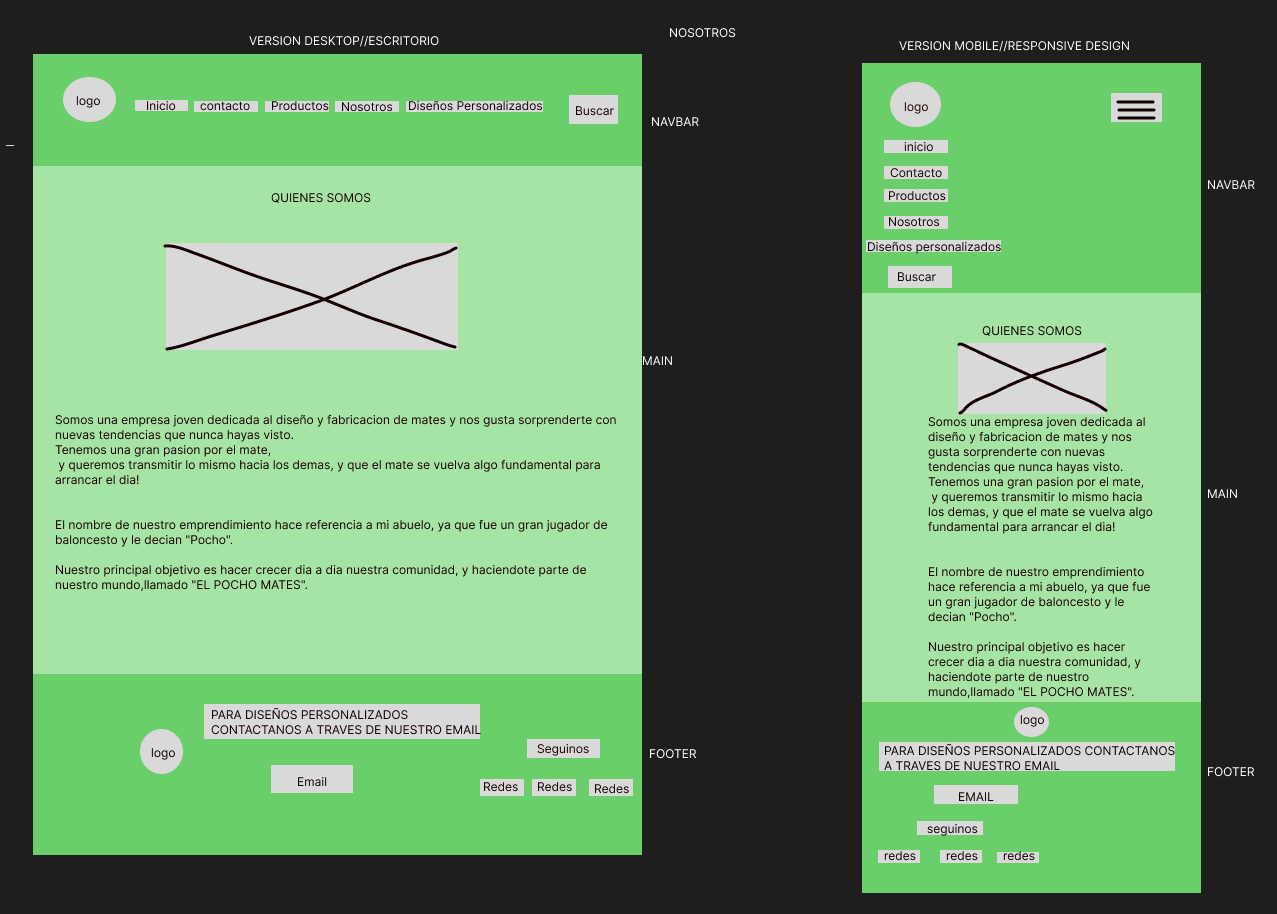 NOSOTROS
VERSION DESKTOP//ESCRITORIO
logo
Inicio
contacto
Productos
Nosotros
Diseños Personalizados
Buscar
NAVBAR
QUIENES SOMOS
MAIN
Somos una empresa joven dedicada al diseño y fabricacion de mates y nos gusta sorprenderte con
nuevas tendencias que nunca hayas visto.
Tenemos una gran pasion por el mate,
y queremos transmitir lo mismo hacia los demas, y que el mate se vuelva algo fundamental para
arrancar el dia!
El nombre de nuestro emprendimiento hace referencia a mi abuelo, ya que fue un gran jugador de
baloncesto y le decian "Pocho".
Nuestro principal objetivo es hacer crecer dia a dia nuestra comunidad, y haciendote parte de
nuestro mundo,llamado "EL POCHO MATES".
PARA DISEÑOS PERSONALIZADOS
CONTACTANOS A TRAVES DE NUESTRO EMAIL
logo
Email
Seguinos
Redes
Redes
Redes
FOOTER
VERSION MOBILE//RESPONSIVE DESIGN
logo
inicio
Contacto
Productos
Nosotros
Diseños personalizados
Buscar
NAVBAR
QUIENES SOMOS
Somos una empresa joven dedicada al
diseño y fabricacion de mates y nos
gusta sorprenderte con nuevas
tendencias que nunca hayas visto.
Tenemos una gran pasion por el mate,
y queremos transmitir lo mismo hacia
los demas, y que el mate se vuelva algo
fundamental para arrancar el dia!
El nombre de nuestro emprendimiento
hace referencia a mi abuelo, ya que fue
un gran jugador de baloncesto y le
decian "Pocho".
Nuestro principal objetivo es hacer
crecer dia a dia nuestra comunidad, y
haciendote parte de nuestro
mundo,llamado "EL POCHO MATES".
MAIN
logo
PARA DISEÑOS PERSONALIZADOS CONTACTANOS
A TRAVES DE NUESTRO EMAIL
EMAIL
seguinos
redes
redes
redes
FOOTER